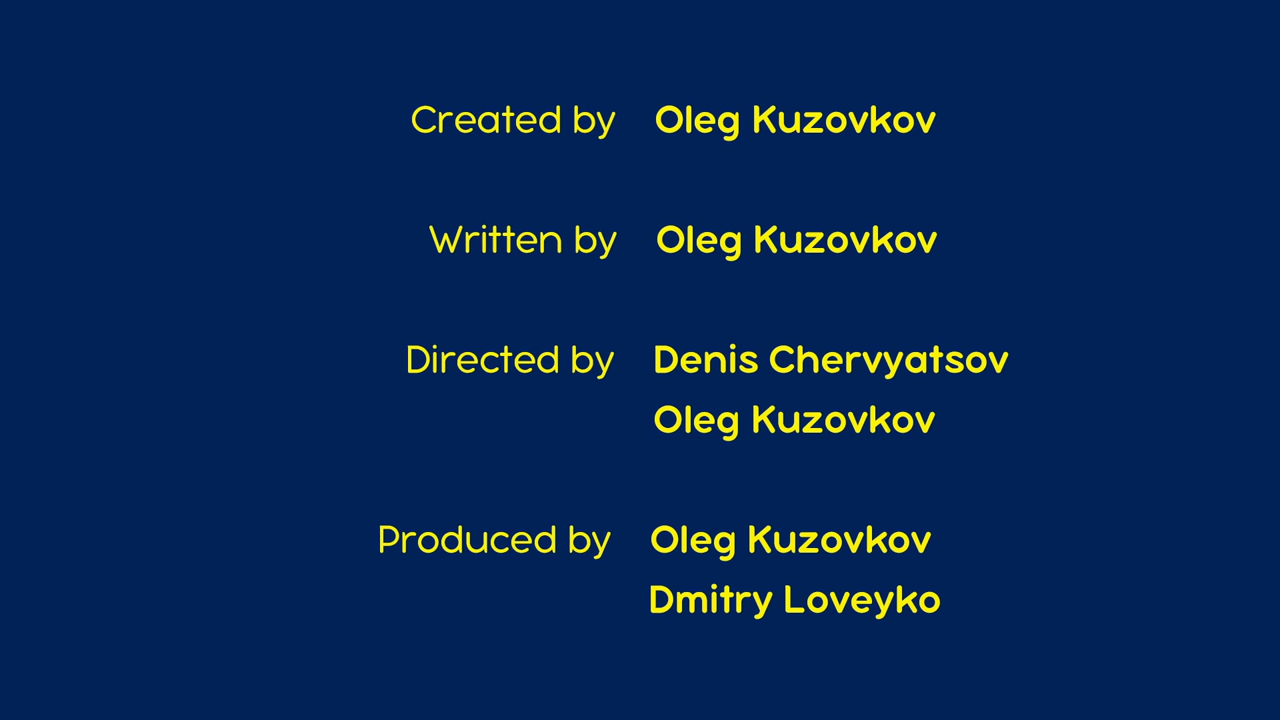 Created by Oleg Kuzovkov
Written by Oleg Kuzovkov
Directed by Denis Chervyatsov
Oleg Kuzovkov
Produced by Oleg Kuzovkov
Dmitry Loveyko